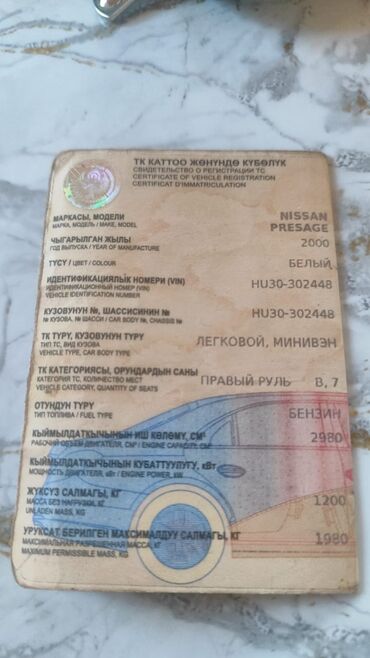 ТК КАТТОО ЖӨНҮНДӨ КҮБӨЛҮК
СВИДЕТЕЛЬСТВО О РЕГИСТРАЦИИ ТС
CERTIFICATE OF VEHICLE REGISTRATION
CERTIFICAT D'IMMATRICULATION
МАРКАСЫ, МОДЕЛИ
МАРКА, МОДЕЛЬ / MAKE, MODEL
NISSAN
PRESAGE
ЧЫГАРЫЛГАН ЖЫЛЫ
ГОД ВЫПУСКА / YEAR OF MANUFACTURE
2000
ТҮСҮ / ЦВЕТ / COLOUR
БЕЛЫЙ
ИДЕНТИФИКАЦИЯЛЫК НОМЕРИ (VIN)
ИДЕНТИФИКАЦИОННЫЙ НОМЕР (VIN)
VEHICLE IDENTIFICATION NUMBER
HU30-302448
КУЗОВУНУН №, ШАССИСИНИН №
№ КУЗОВА, № ШАССИ / CAR BODY №, CHASSIS №
HU30-302448
ТК ТҮРҮ, КУЗОВУНУН ТҮРҮ
ТИП ТС, ВИД КУЗОВА
VEHICLE TYPE, CAR BODY TYPE
ЛЕГКОВОЙ, МИНИВЭН
ТК КАТЕГОРИЯСЫ, ОРУНДАРДЫН САНЫ
КАТЕГОРИЯ ТС, КОЛИЧЕСТВО МЕСТ
VEHICLE CATEGORY, QUANTITY OF SEATS
ПРАВЫЙ РУЛЬ B, 7
ОТУНДУН ТҮРҮ
ТИП ТОПЛИВА / FUEL TYPE
БЕНЗИН
КЫЙМЫЛДАТКЫЧЫНЫН ИШ КӨЛӨМҮ, СМ³
РАБОЧИЙ ОБЪЕМ ДВИГАТЕЛЯ, СМ³ / ENGINE CAPACITY, СМ³
2980
КЫЙМЫЛДАТКЫЧЫНЫН КУБАТТУУЛУГУ, кВт
МОЩНОСТЬ ДВИГАТЕЛЯ, кВт / ENGINE POWER, kW
ЖҮКСҮЗ САЛМАГЫ, КГ
МАССА БЕЗ НАГРУЗКИ, КГ
UNLADEN MASS, KG
1200
УРУКСАТ БЕРИЛГЕН МАКСИМАЛДУУ САЛМАГЫ, КГ
МАКСИМАЛЬНАЯ РАЗРЕШЕННАЯ МАССА, КГ
MAXIMUM PERMISSIBLE MASS, KG
1980